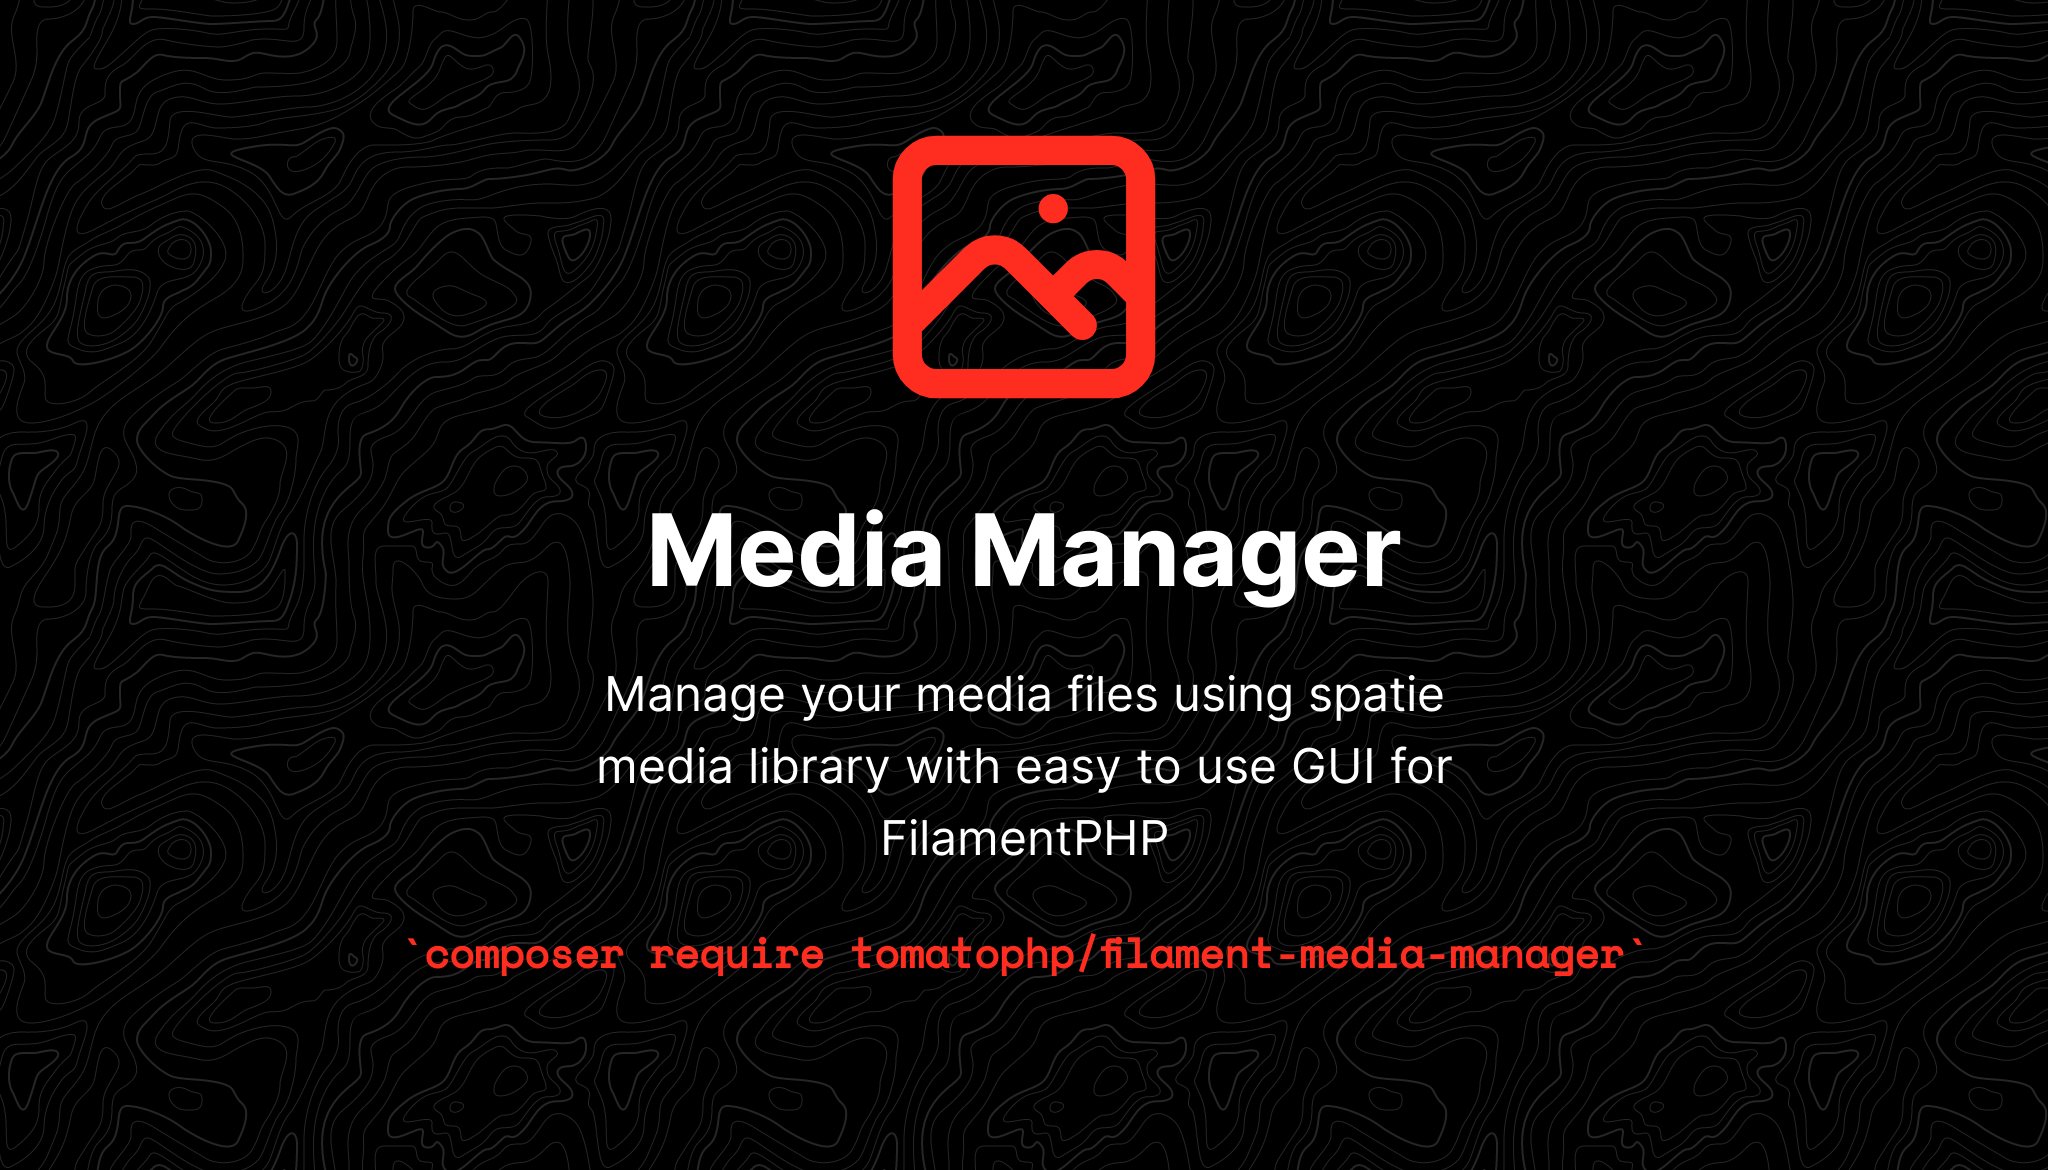 Media Manager
Manage your media files using spatie
media library with easy to use GUI for
FilamentPHP
`composer require tomatophp/filament-media-manager`